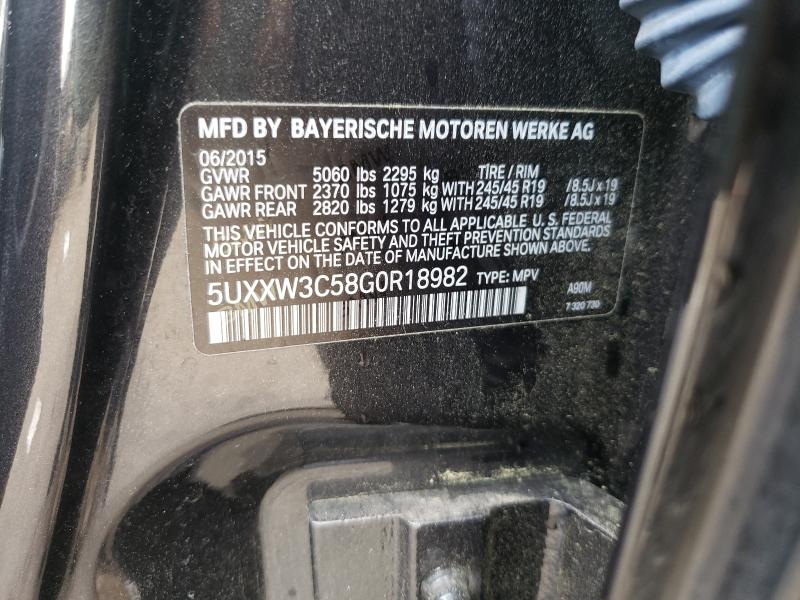 MFD BY BAYERISCHE MOTOREN WERKE AG
06/2015
GVWR 5060 lbs 2295 kg TIRE / RIM
GAWR FRONT 2370 lbs 1075 kg WITH 245/45 R19 /8.5J x 19
GAWR REAR 2820 lbs 1279 kg WITH 245/45 R19 /8.5J x 19
THIS VEHICLE CONFORMS TO ALL APPLICABLE U. S. FEDERAL
MOTOR VEHICLE SAFETY AND THEFT PREVENTION STANDARDS
IN EFFECT ON THE DATE OF MANUFACTURE SHOWN ABOVE.
5UXXW3C58G0R18982 TYPE: MPV A90M
7 320 730